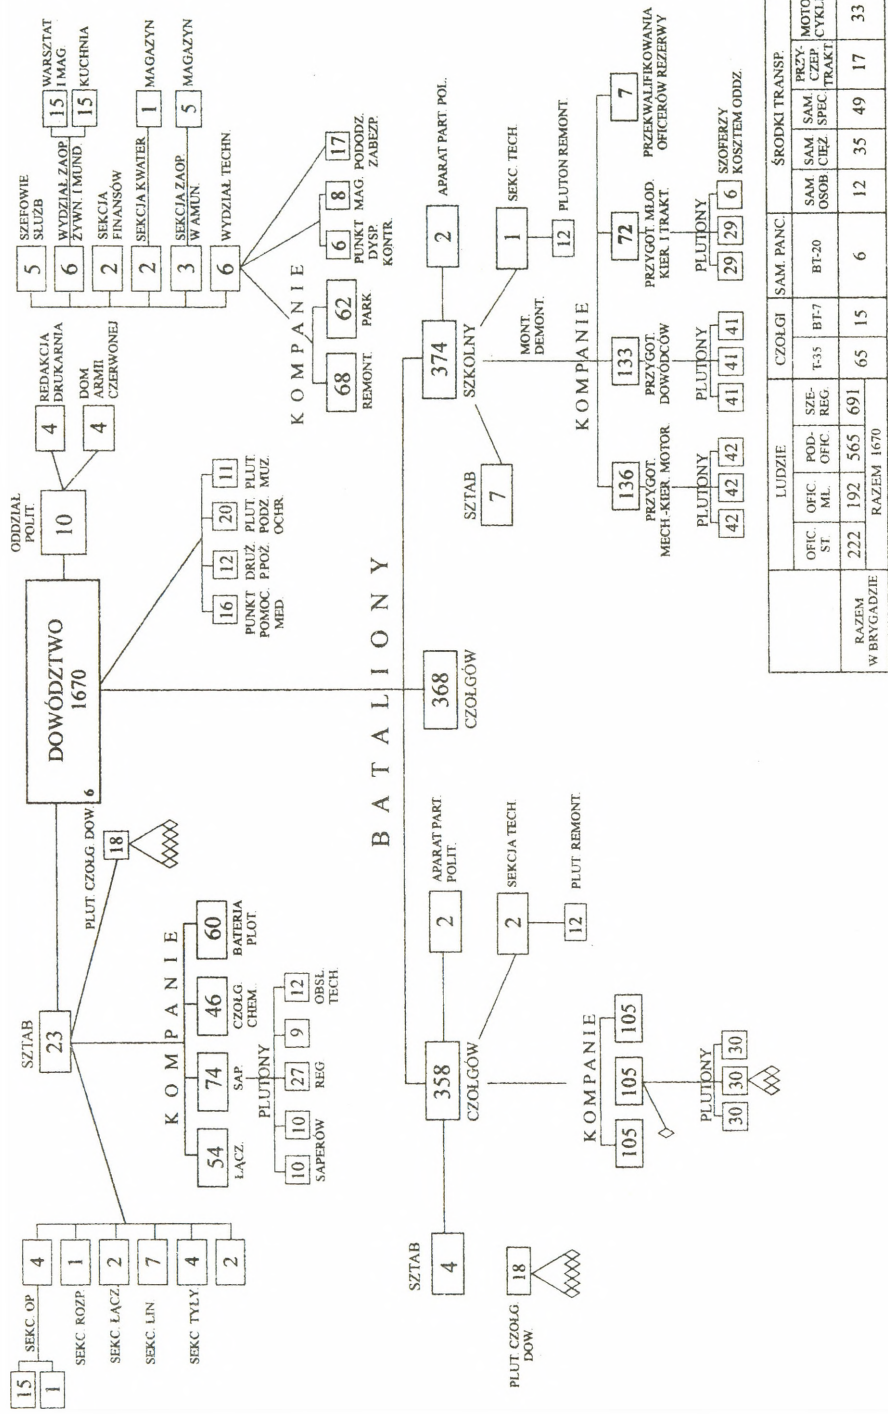 DOWÓDZTWO
1670
6
ODDZIAŁ
POLIT.
10
4
REDAKCJA
DRUKARNIA
4
DOM
ARMII
CZERWONEJ
16
12
20
11
PUNKT
POMOC.
MED.
DRUŻ.
P.POŻ.
PLUT.
PODZ.
OCHR.
PLUT.
MUZ.
SZTAB
23
PLUT. CZOŁG DOW.
18
SEKC. OP
4
15
1
SEKC ROZP.
1
SEKC. ŁĄCZ.
2
SEKC. LIN
7
SEKC TYŁY.
4
2
KOMPANIE
54
ŁĄCZ.
74
SAP.
46
CZOŁG.
CHEM.
60
BATERIA
PLOT.
PLUTONY
10
10
27
9
12
SAPERÓW
REG
OBSŁ.
TECH.
5
SZEFOWIE
SŁUŻB
6
WYDZIAŁ ZAOP.
ŻYWN. I MUND.
15
WARSZTAT
I MAG.
15
KUCHNIA
2
SEKCJA
FINANSÓW
2
SEKCJA KWATER
1
MAGAZYN
3
SEKCJA ZAOP.
W AMUN.
5
MAGAZYN
6
WYDZIAŁ TECHN.
KOMPANIE
68
REMONT.
62
PARK
6
PUNKT
DYSP.
KONTR.
8
MAG.
17
PODODZ.
ZABEZP.
BATALIONY
358
CZOŁGÓW
SZTAB
4
PLUT. CZOŁG
DOW.
18
2
APARAT PART.
POLIT.
2
SEKCJA TECH.
12
PLUT REMONT.
KOMPANIE
105
105
105
PLUTONY
30
30
30
368
CZOŁGÓW
374
SZKOLNY
SZTAB
7
2
APARAT PART. POL.
1
SEKC. TECH.
12
PLUTON REMONT.
MONT.
DEMONT.
KOMPANIE
136
PRZYGOT.
MECH.-KIER. MOTOR.
PLUTONY
42
42
42
133
PRZYGOT.
DOWÓDCÓW
PLUTONY
41
41
41
72
PRZYGOT. MŁOD.
KIER. I TRAKT.
PLUTONY
29
29
6
SZOFERZY
KOSZTEM ODDZ.
7
PRZEKWALIFIKOWANIA
OFICERÓW REZERWY
LUDZIE CZOŁGI SAM. PANC. ŚRODKI TRANSP.
OFIC. ST. OFIC. MŁ. POD-OFIC. SZE-REG. T-35 BT-7 BT-20 SAM. OSOB. SAM. CIĘŻ. SAM. SPEC. PRZY-CZEP. TRAKT.
RAZEM
W BRYGADZIE
222 192 565 691 65 15 6 12 35 49 17 33
RAZEM 1670